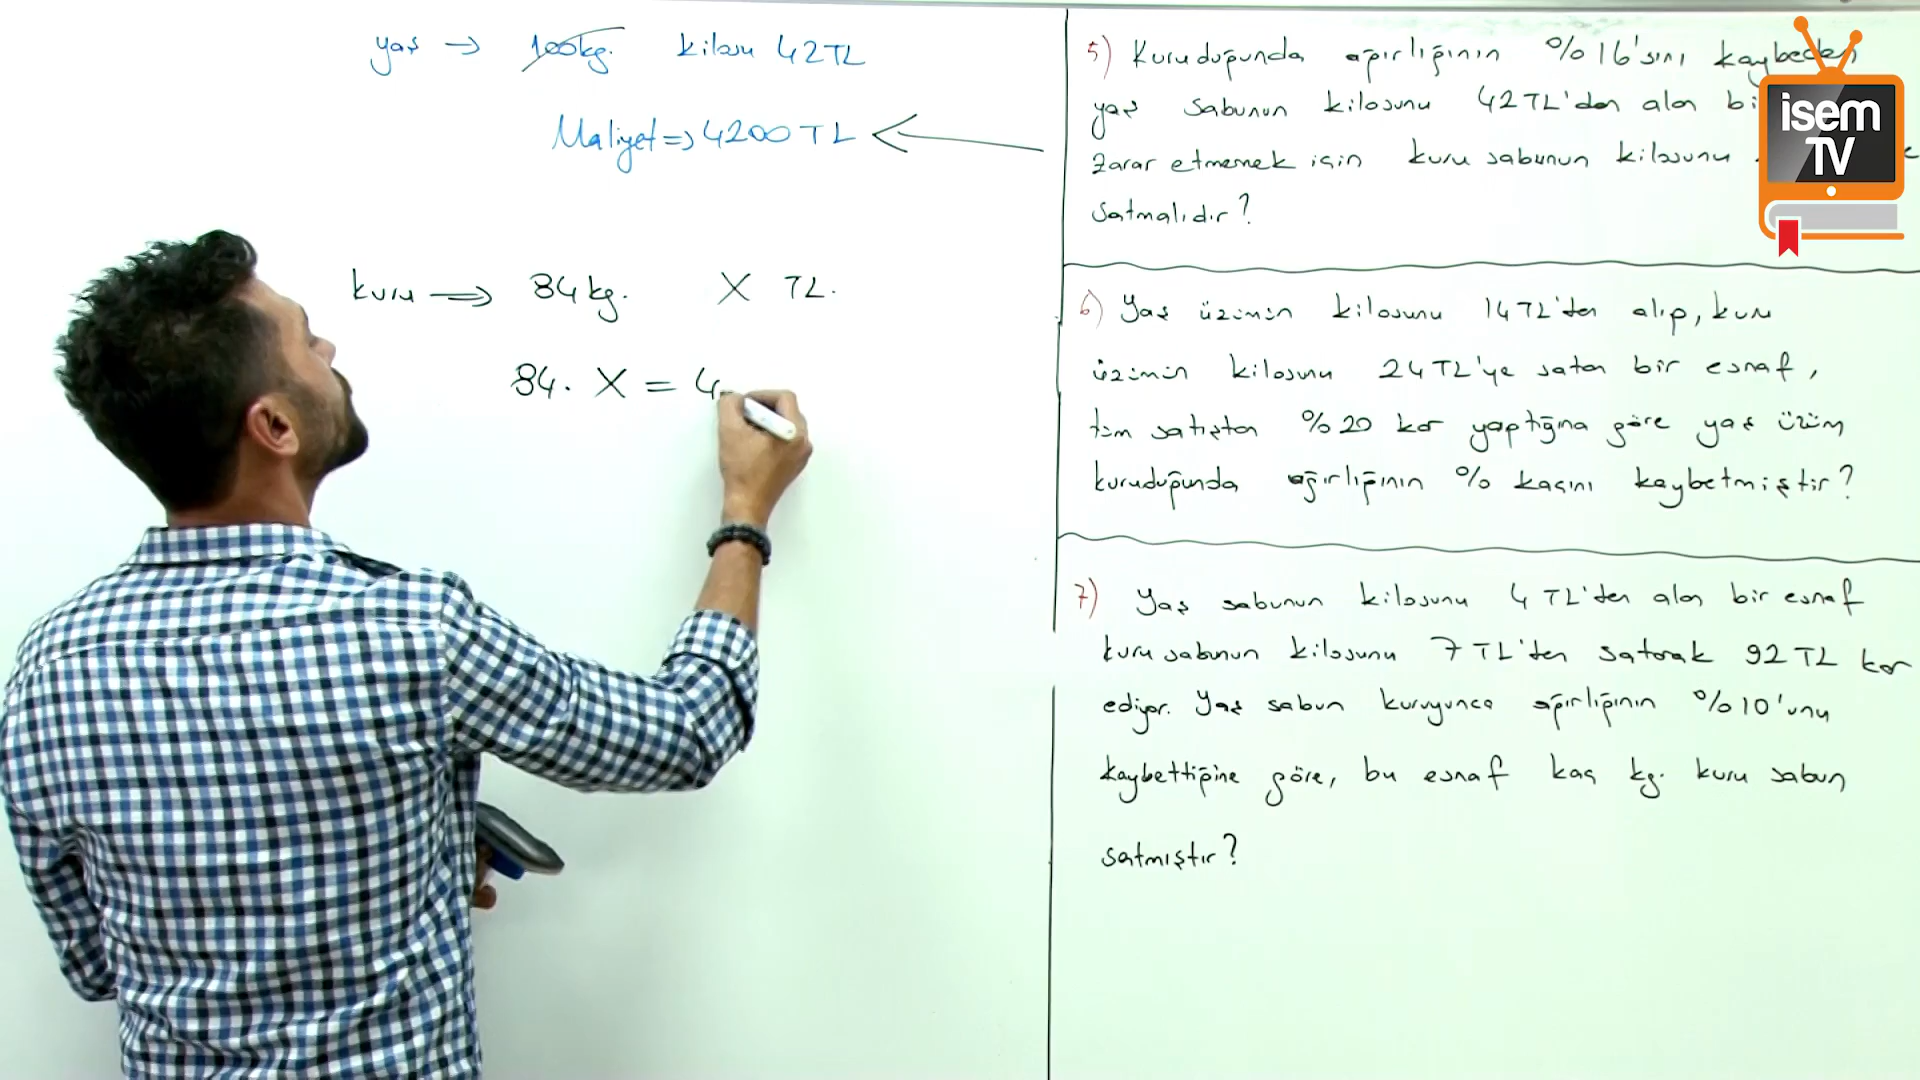 yaş → 100kg. kilosu 42TL
Maliyet => 4200 TL
kuru => 84 kg. X TL.
84. X = 4
5) Kuruduğunda ağırlığının %16'sını kaybeden
yaş sabunun kilosunu 42TL'den alan
zarar etmemek için kuru sabunun kilosunu
satmalıdır?
6) Yaş üzümün kilosunu 14TL'den alıp, kuru
üzümün kilosunu 24TL'ye satan bir esnaf,
tüm satıştan %20 kar yaptığına göre yaş üzüm
kuruduğunda ağırlığının % kaçını kaybetmiştir?
7) Yaş sabunun kilosunu 4 TL'den alan bir esnaf
kuru sabunun kilosunu 7 TL'den satarak 92 TL kar
ediyor. Yaş sabun kuruyunca ağırlığının %10'unu
kaybettiğine göre, bu esnaf kaç kg. kuru sabun
satmıştır?
isem
TV